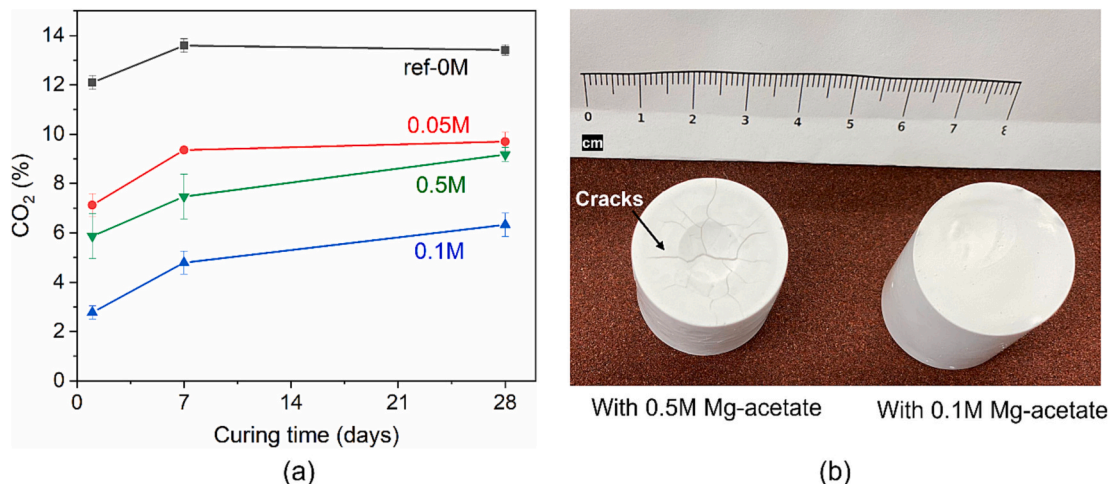 14
12
10
8
6
4
2
0
CO₂ (%)
ref-0M
0.05M
0.5M
0.1M
0 7 14 21 28
Curing time (days)
(a)
0 1 2 3 4 5 6 7 8
cm
Cracks
With 0.5M Mg-acetate
With 0.1M Mg-acetate
(b)